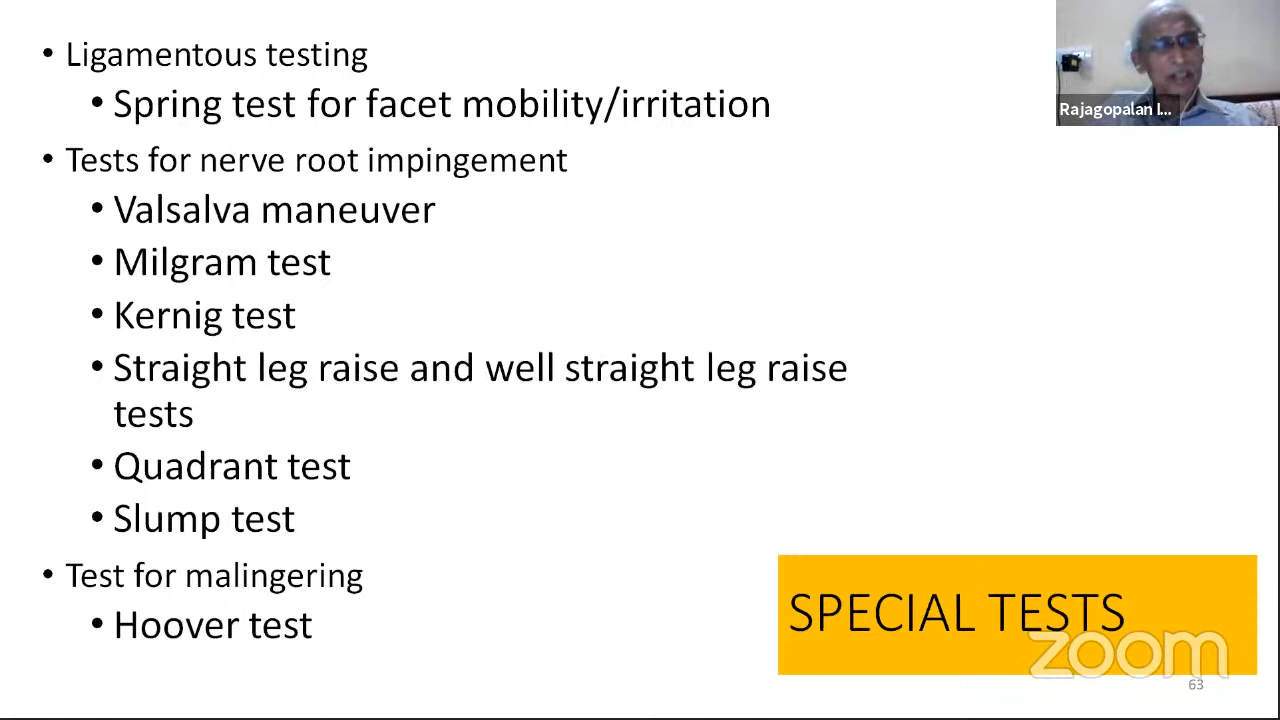 • Ligamentous testing
• Spring test for facet mobility/irritation
• Tests for nerve root impingement
• Valsalva maneuver
• Milgram test
• Kernig test
• Straight leg raise and well straight leg raise
tests
• Quadrant test
• Slump test
• Test for malingering
• Hoover test
Rajagopalan I...
SPECIAL TESTS
zoom
63